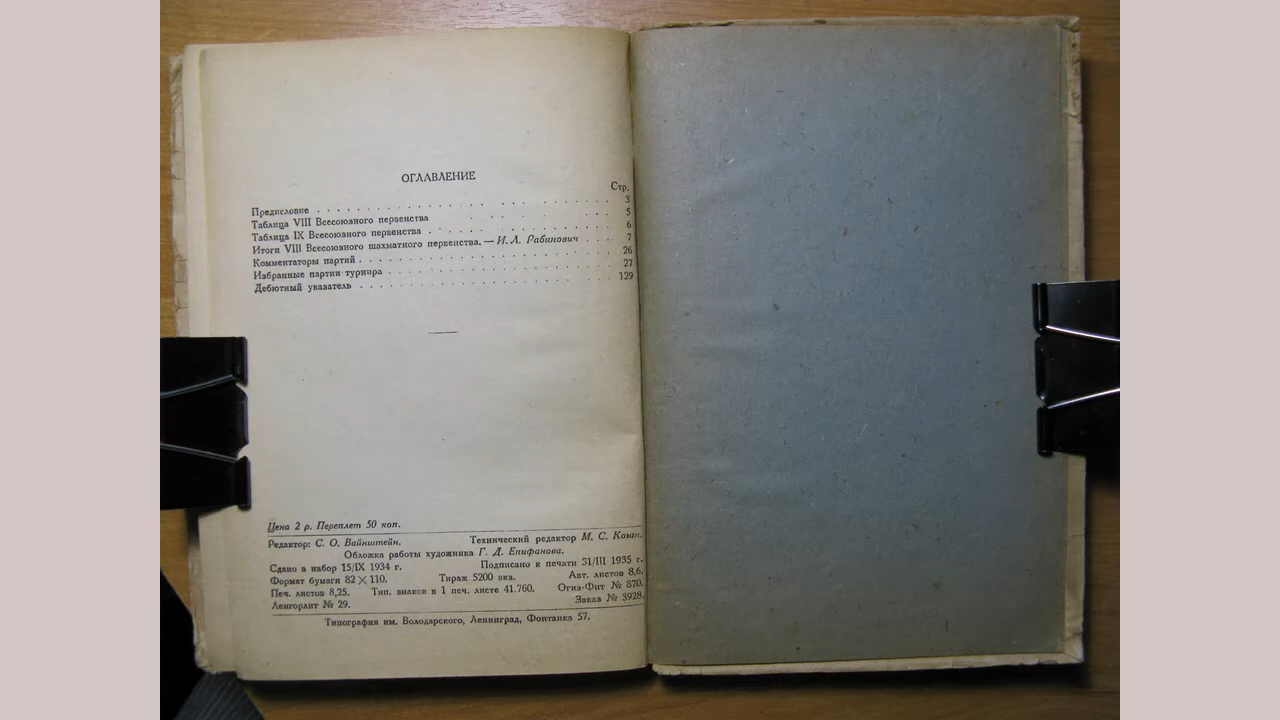 ОГЛАВЛЕНИЕ
Стр.
Предисловие . . . . . . . . . . . . . . . . . . . . . . . 3
Таблица VIII Всесоюзного первенства . . . . . . . . . . 5
Таблица IX Всесоюзного первенства . . . . . . . . . . . 6
Итоги VIII Всесоюзного шахматного первенства. — И. Л. Рабинович . . . . 7
Комментаторы партий . . . . . . . . . . . . . . . . . . . 26
Избранные партии турнира . . . . . . . . . . . . . . . . 27
Дебютный указатель . . . . . . . . . . . . . . . . . . . 129
Цена 2 р. Переплет 50 коп.
Редактор: С. О. Вайнштейн. Технический редактор М. С. Коган.
Обложка работы художника Г. Д. Епифанова.
Сдано в набор 15/IX 1934 г. Подписано к печати 31/III 1935 г.
Формат бумаги 82×110. Тираж 5200 экз. Авт. листов 8,6.
Печ. листов 8,25. Тип. знаков в 1 печ. листе 41.760. Огиз-Фит № 870.
Ленгорлит № 29. Заказ № 3928.
Типография им. Володарского, Ленинград, Фонтанка 57.